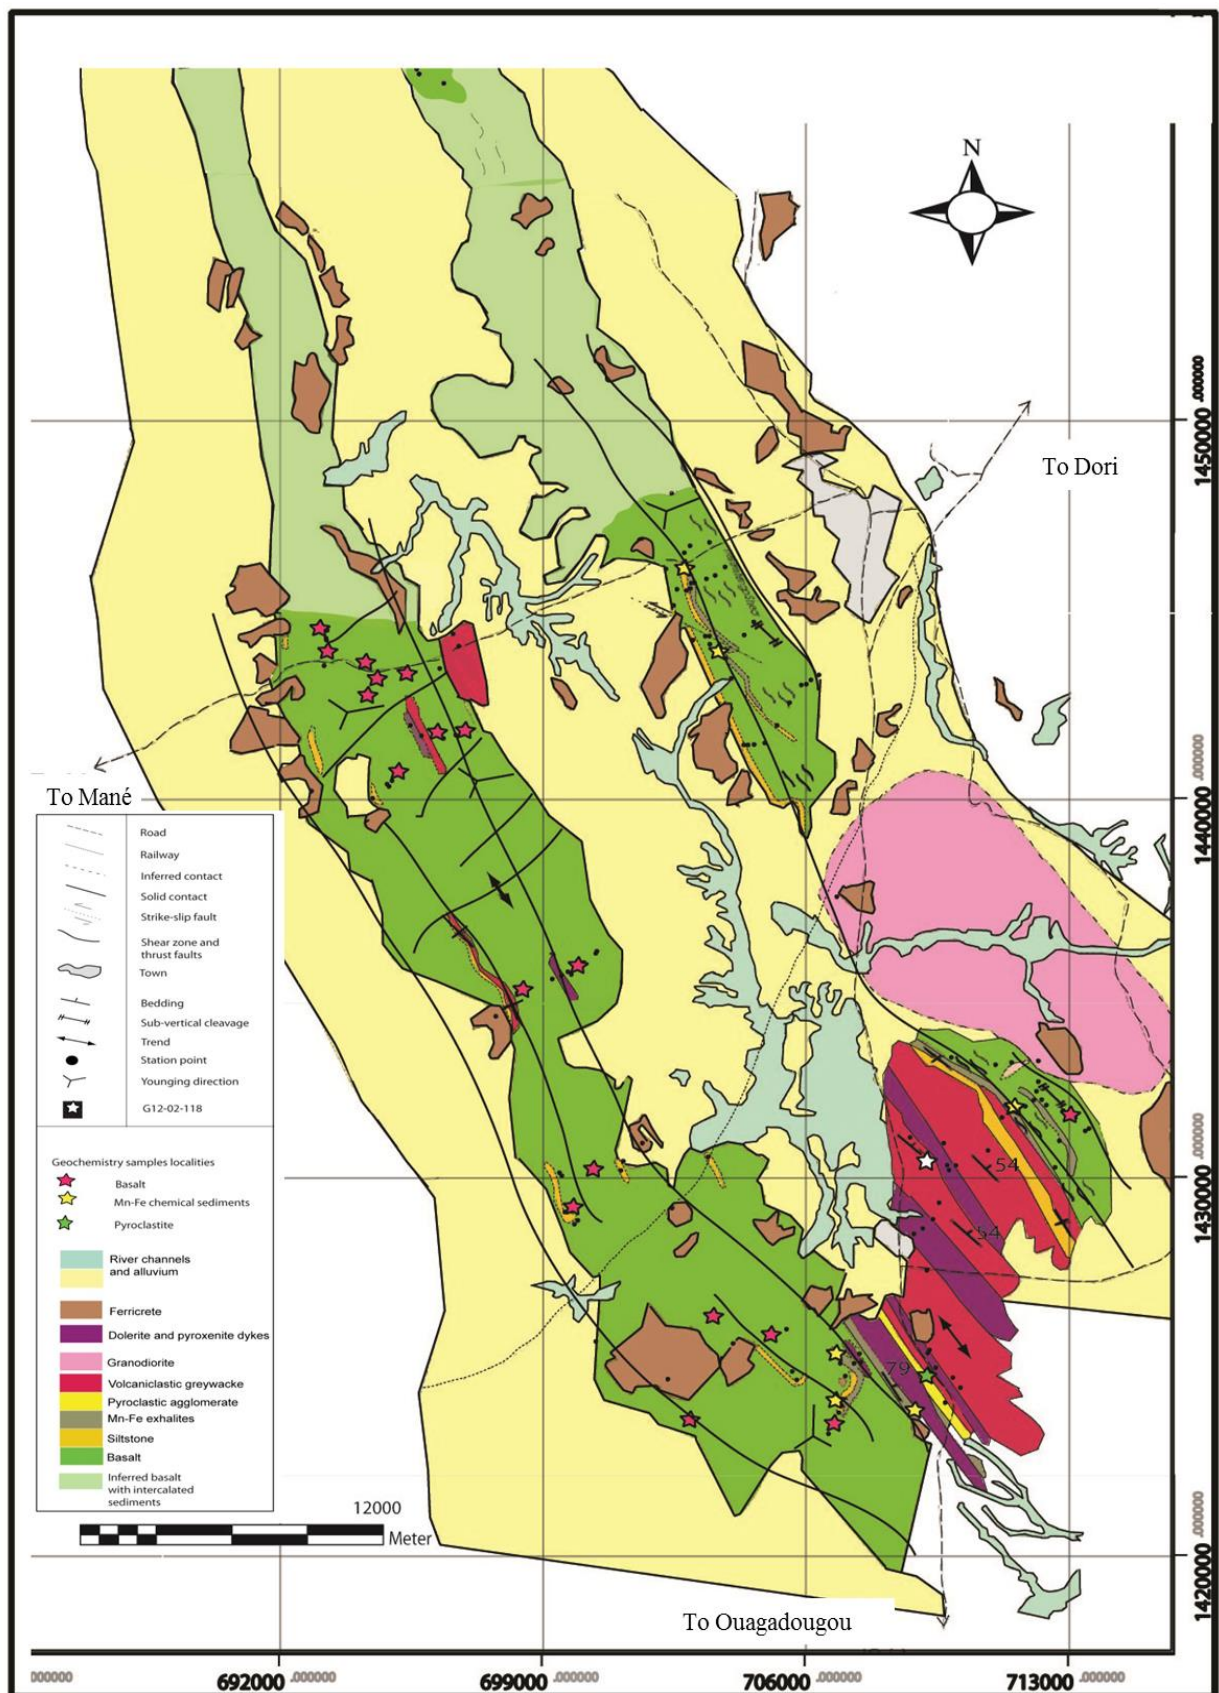 N
1450000 .000000
To Dori
To Mané
1440000 .000000
Road
Railway
Inferred contact
Solid contact
Strike-slip fault
Shear zone and
thrust faults
Town
Bedding
Sub-vertical cleavage
Trend
Station point
Younging direction
G12-02-118
Geochemistry samples localities
Basalt
Mn-Fe chemical sediments
Pyroclastite
River channels
and alluvium
Ferricrete
Dolerite and pyroxenite dykes
Granodiorite
Volcaniclastic greywacke
Pyroclastic agglomerate
Mn-Fe exhalites
Siltstone
Basalt
Inferred basalt
with intercalated
sediments
54
1430000 .000000
54
79
12000
Meter
1420000 .000000
To Ouagadougou
000000
692000 .000000
699000 .000000
706000 .000000
713000 .000000